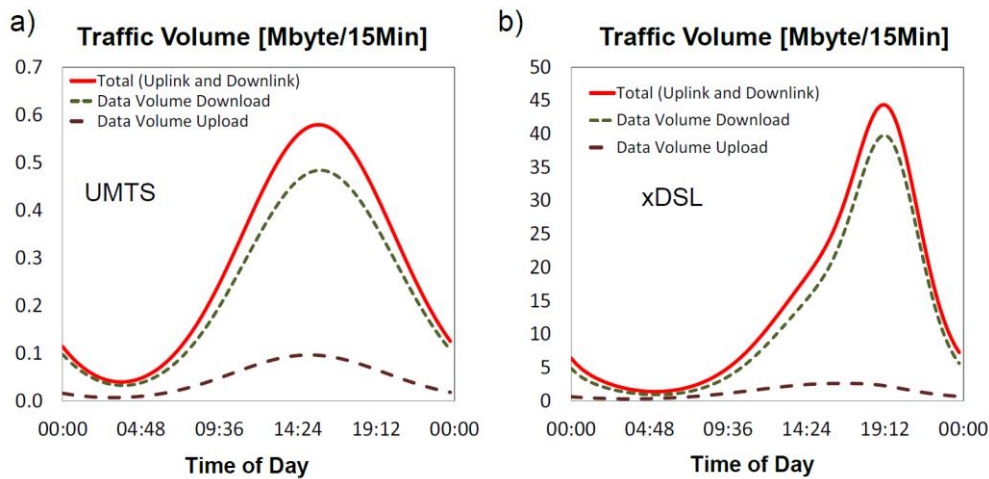 a)
Traffic Volume [Mbyte/15Min]
0.7
0.6
0.5
0.4
0.3
0.2
0.1
0.0
Total (Uplink and Downlink)
Data Volume Download
Data Volume Upload
UMTS
00:00 04:48 09:36 14:24 19:12 00:00
Time of Day
b)
Traffic Volume [Mbyte/15Min]
50
45
40
35
30
25
20
15
10
5
0
Total (Uplink and Downlink)
Data Volume Download
Data Volume Upload
xDSL
00:00 04:48 09:36 14:24 19:12 00:00
Time of Day